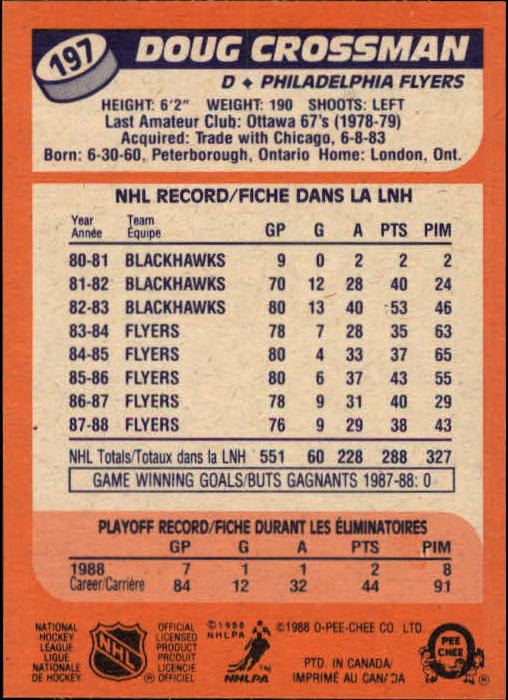 197 DOUG CROSSMAN
D ♦ PHILADELPHIA FLYERS
HEIGHT: 6'2" WEIGHT: 190 SHOOTS: LEFT
Last Amateur Club: Ottawa 67's (1978-79)
Acquired: Trade with Chicago, 6-8-83
Born: 6-30-60, Peterborough, Ontario Home: London, Ont.
NHL RECORD/FICHE DANS LA LNH
Year Team
Année Équipe GP G A PTS PIM
80-81 BLACKHAWKS 9 0 2 2 2
81-82 BLACKHAWKS 70 12 28 40 24
82-83 BLACKHAWKS 80 13 40 53 46
83-84 FLYERS 78 7 28 35 63
84-85 FLYERS 80 4 33 37 65
85-86 FLYERS 80 6 37 43 55
86-87 FLYERS 78 9 31 40 29
87-88 FLYERS 76 9 29 38 43
NHL Totals/Totaux dans la LNH 551 60 228 288 327
GAME WINNING GOALS/BUTS GAGNANTS 1987-88: 0
PLAYOFF RECORD/FICHE DURANT LES ÉLIMINATOIRES
GP G A PTS PIM
1988 7 1 1 2 8
Career/Carrière 84 12 32 44 91
NATIONAL
HOCKEY
LEAGUE
LIGUE
NATIONALE
DE HOCKEY
NHL
®
OFFICIAL
LICENSED
PRODUCT
PRODUIT
LICENCIE
OFFICIEL
©1988
NHLPA
TM
NHLPA
©1988 O-PEE-CHEE CO. LTD.
PTD. IN CANADA/
IMPRIMÉ AU CANADA
PEE
CHEE
®